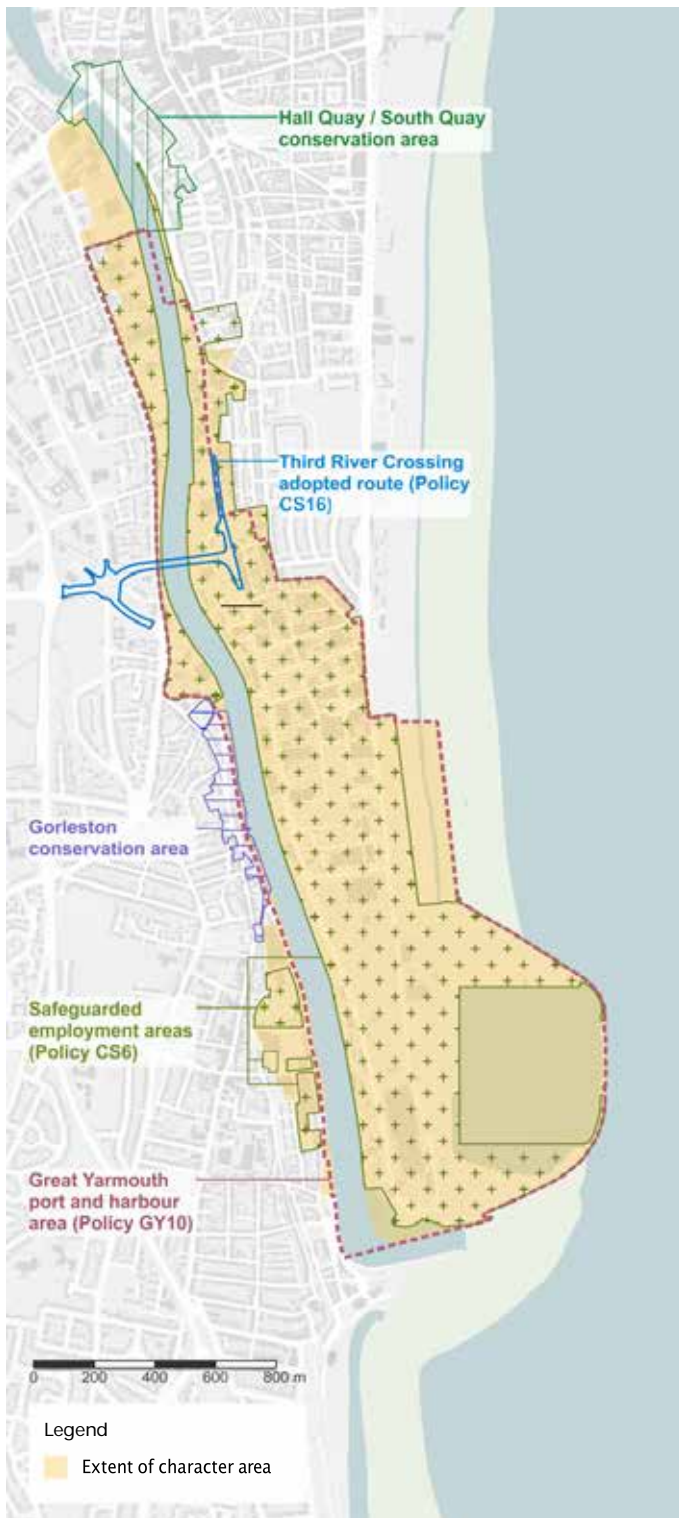 Hall Quay / South Quay
conservation area
Third River Crossing
adopted route (Policy
CS16)
Gorleston
conservation area
Safeguarded
employment areas
(Policy CS6)
Great Yarmouth
port and harbour
area (Policy GY10)
0 200 400 600 800 m
Legend
Extent of character area